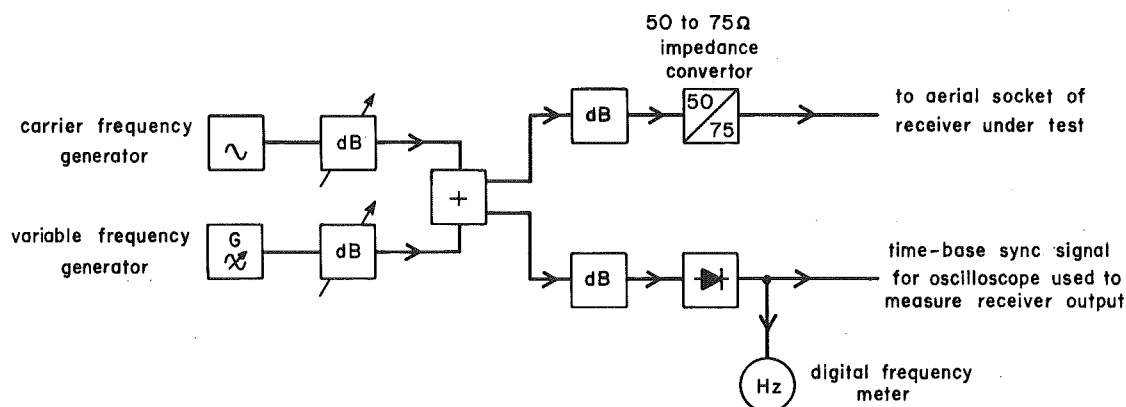 50 to 75Ω
impedance
convertor
carrier frequency
generator
dB
dB
50
75
to aerial socket of
receiver under test
+
variable frequency
generator
G
dB
dB
time-base sync signal
for oscilloscope used to
measure receiver output
Hz
digital frequency
meter